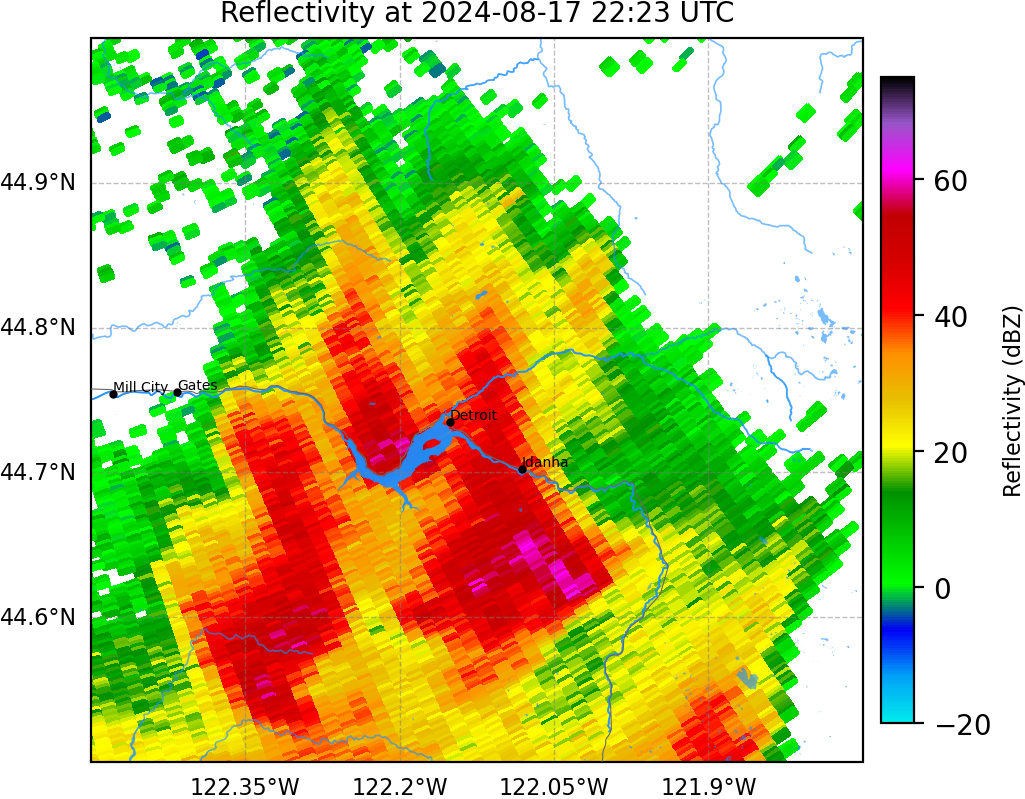 Reflectivity at 2024-08-17 22:23 UTC
44.9°N
44.8°N
44.7°N
44.6°N
Mill City
Gates
Detroit
Idanha
122.35°W
122.2°W
122.05°W
121.9°W
60
40
20
0
−20
Reflectivity (dBZ)